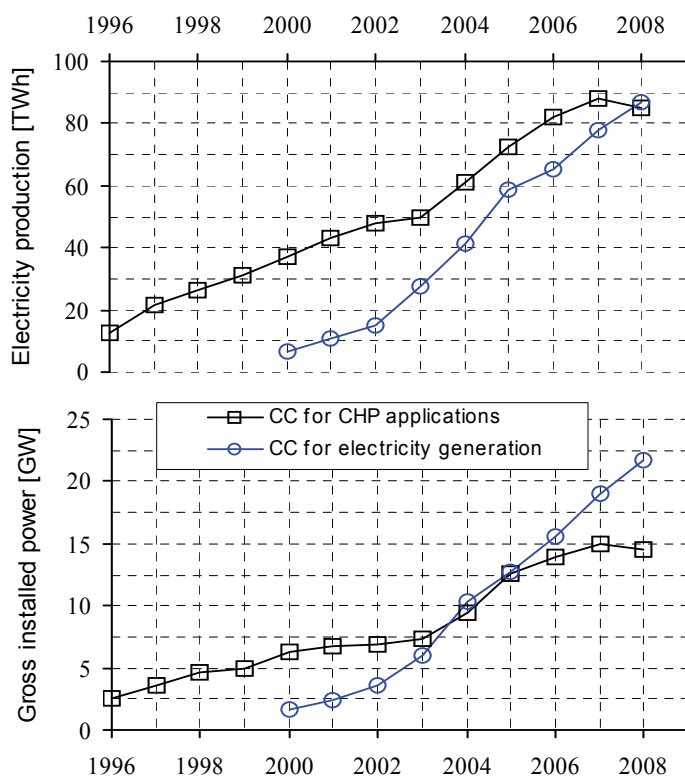 1996 1998 2000 2002 2004 2006 2008
100
80
60
40
20
0
Electricity production [TWh]
CC for CHP applications
CC for electricity generation
25
20
15
10
5
0
Gross installed power [GW]
1996 1998 2000 2002 2004 2006 2008